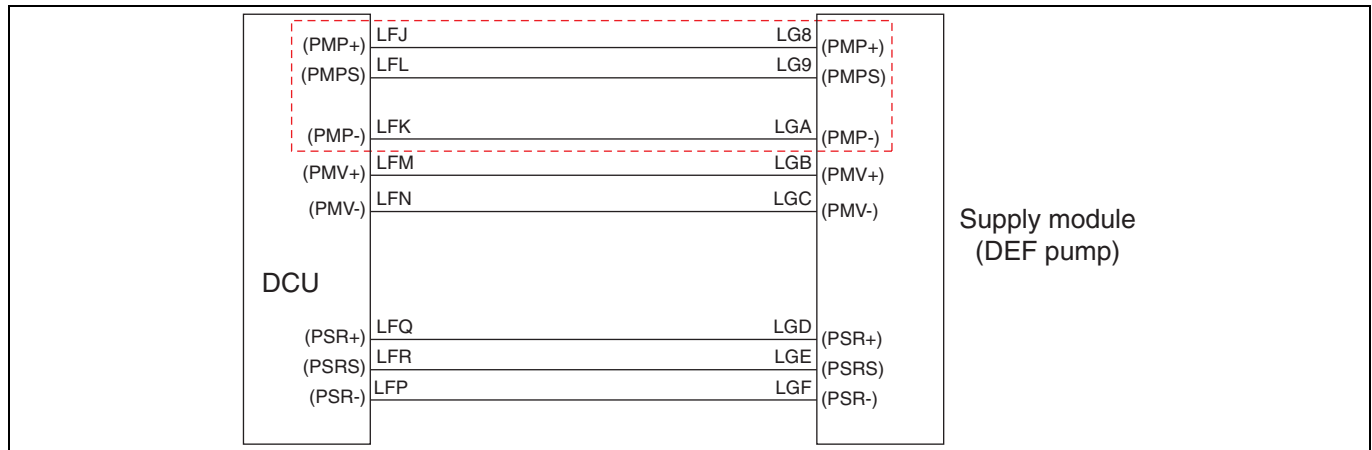 LFJ LG8
(PMP+) (PMP+)
LFL LG9
(PMPS) (PMPS)
LFK LGA
(PMP-) (PMP-)
LFM LGB
(PMV+) (PMV+)
LFN LGC
(PMV-) (PMV-)
Supply module
(DEF pump)
DCU
LFQ LGD
(PSR+) (PSR+)
LFR LGE
(PSRS) (PSRS)
LFP LGF
(PSR-) (PSR-)